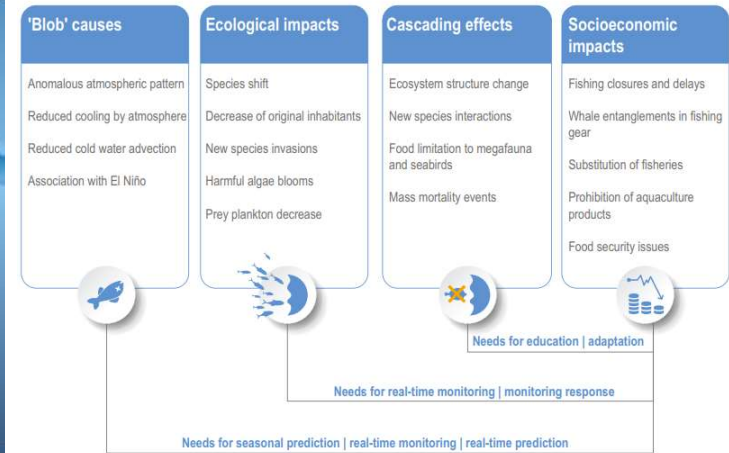 'Blob' causes
Anomalous atmospheric pattern
Reduced cooling by atmosphere
Reduced cold water advection
Association with El Niño
Ecological impacts
Species shift
Decrease of original inhabitants
New species invasions
Harmful algae blooms
Prey plankton decrease
Cascading effects
Ecosystem structure change
New species interactions
Food limitation to megafauna
and seabirds
Mass mortality events
Socioeconomic
impacts
Fishing closures and delays
Whale entanglements in fishing
gear
Substitution of fisheries
Prohibition of aquaculture
products
Food security issues
Needs for education | adaptation
Needs for real-time monitoring | monitoring response
Needs for seasonal prediction | real-time monitoring | real-time prediction